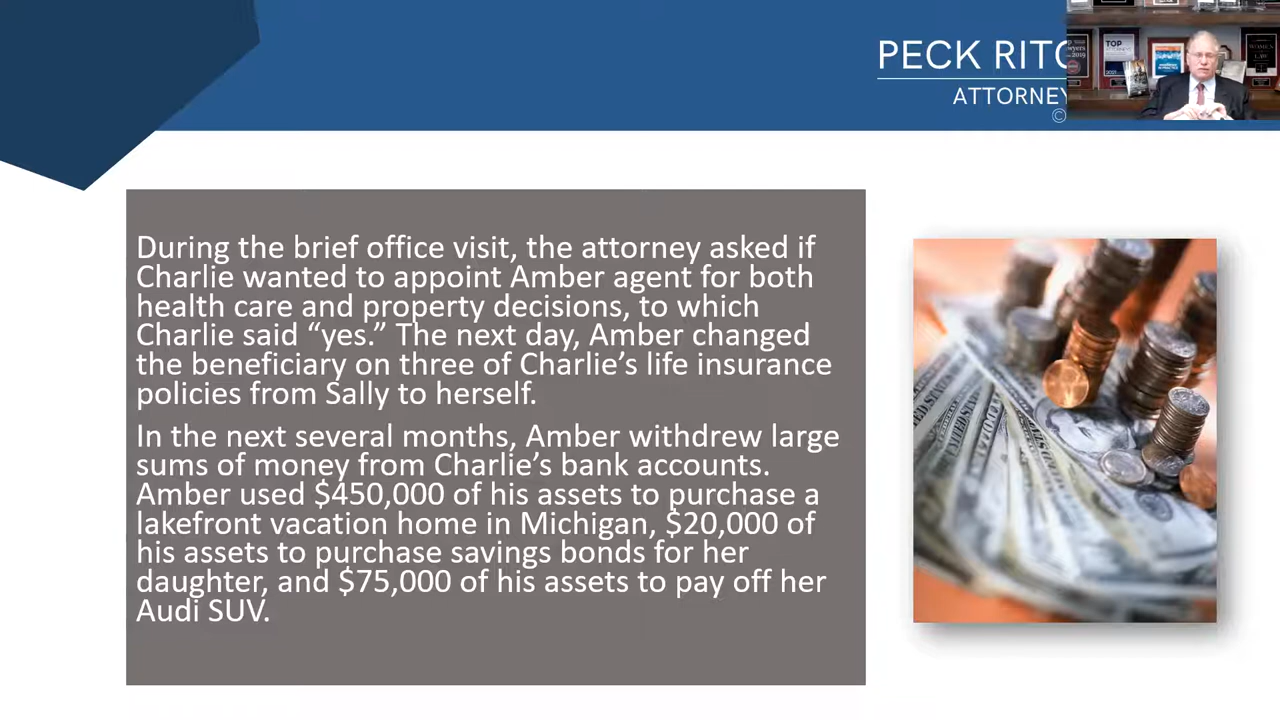 PECK RITC
ATTORNEY
©
TOP
2021
During the brief office visit, the attorney asked if
Charlie wanted to appoint Amber agent for both
health care and property decisions, to which
Charlie said “yes.” The next day, Amber changed
the beneficiary on three of Charlie’s life insurance
policies from Sally to herself.
In the next several months, Amber withdrew large
sums of money from Charlie’s bank accounts.
Amber used $450,000 of his assets to purchase a
lakefront vacation home in Michigan, $20,000 of
his assets to purchase savings bonds for her
daughter, and $75,000 of his assets to pay off her
Audi SUV.